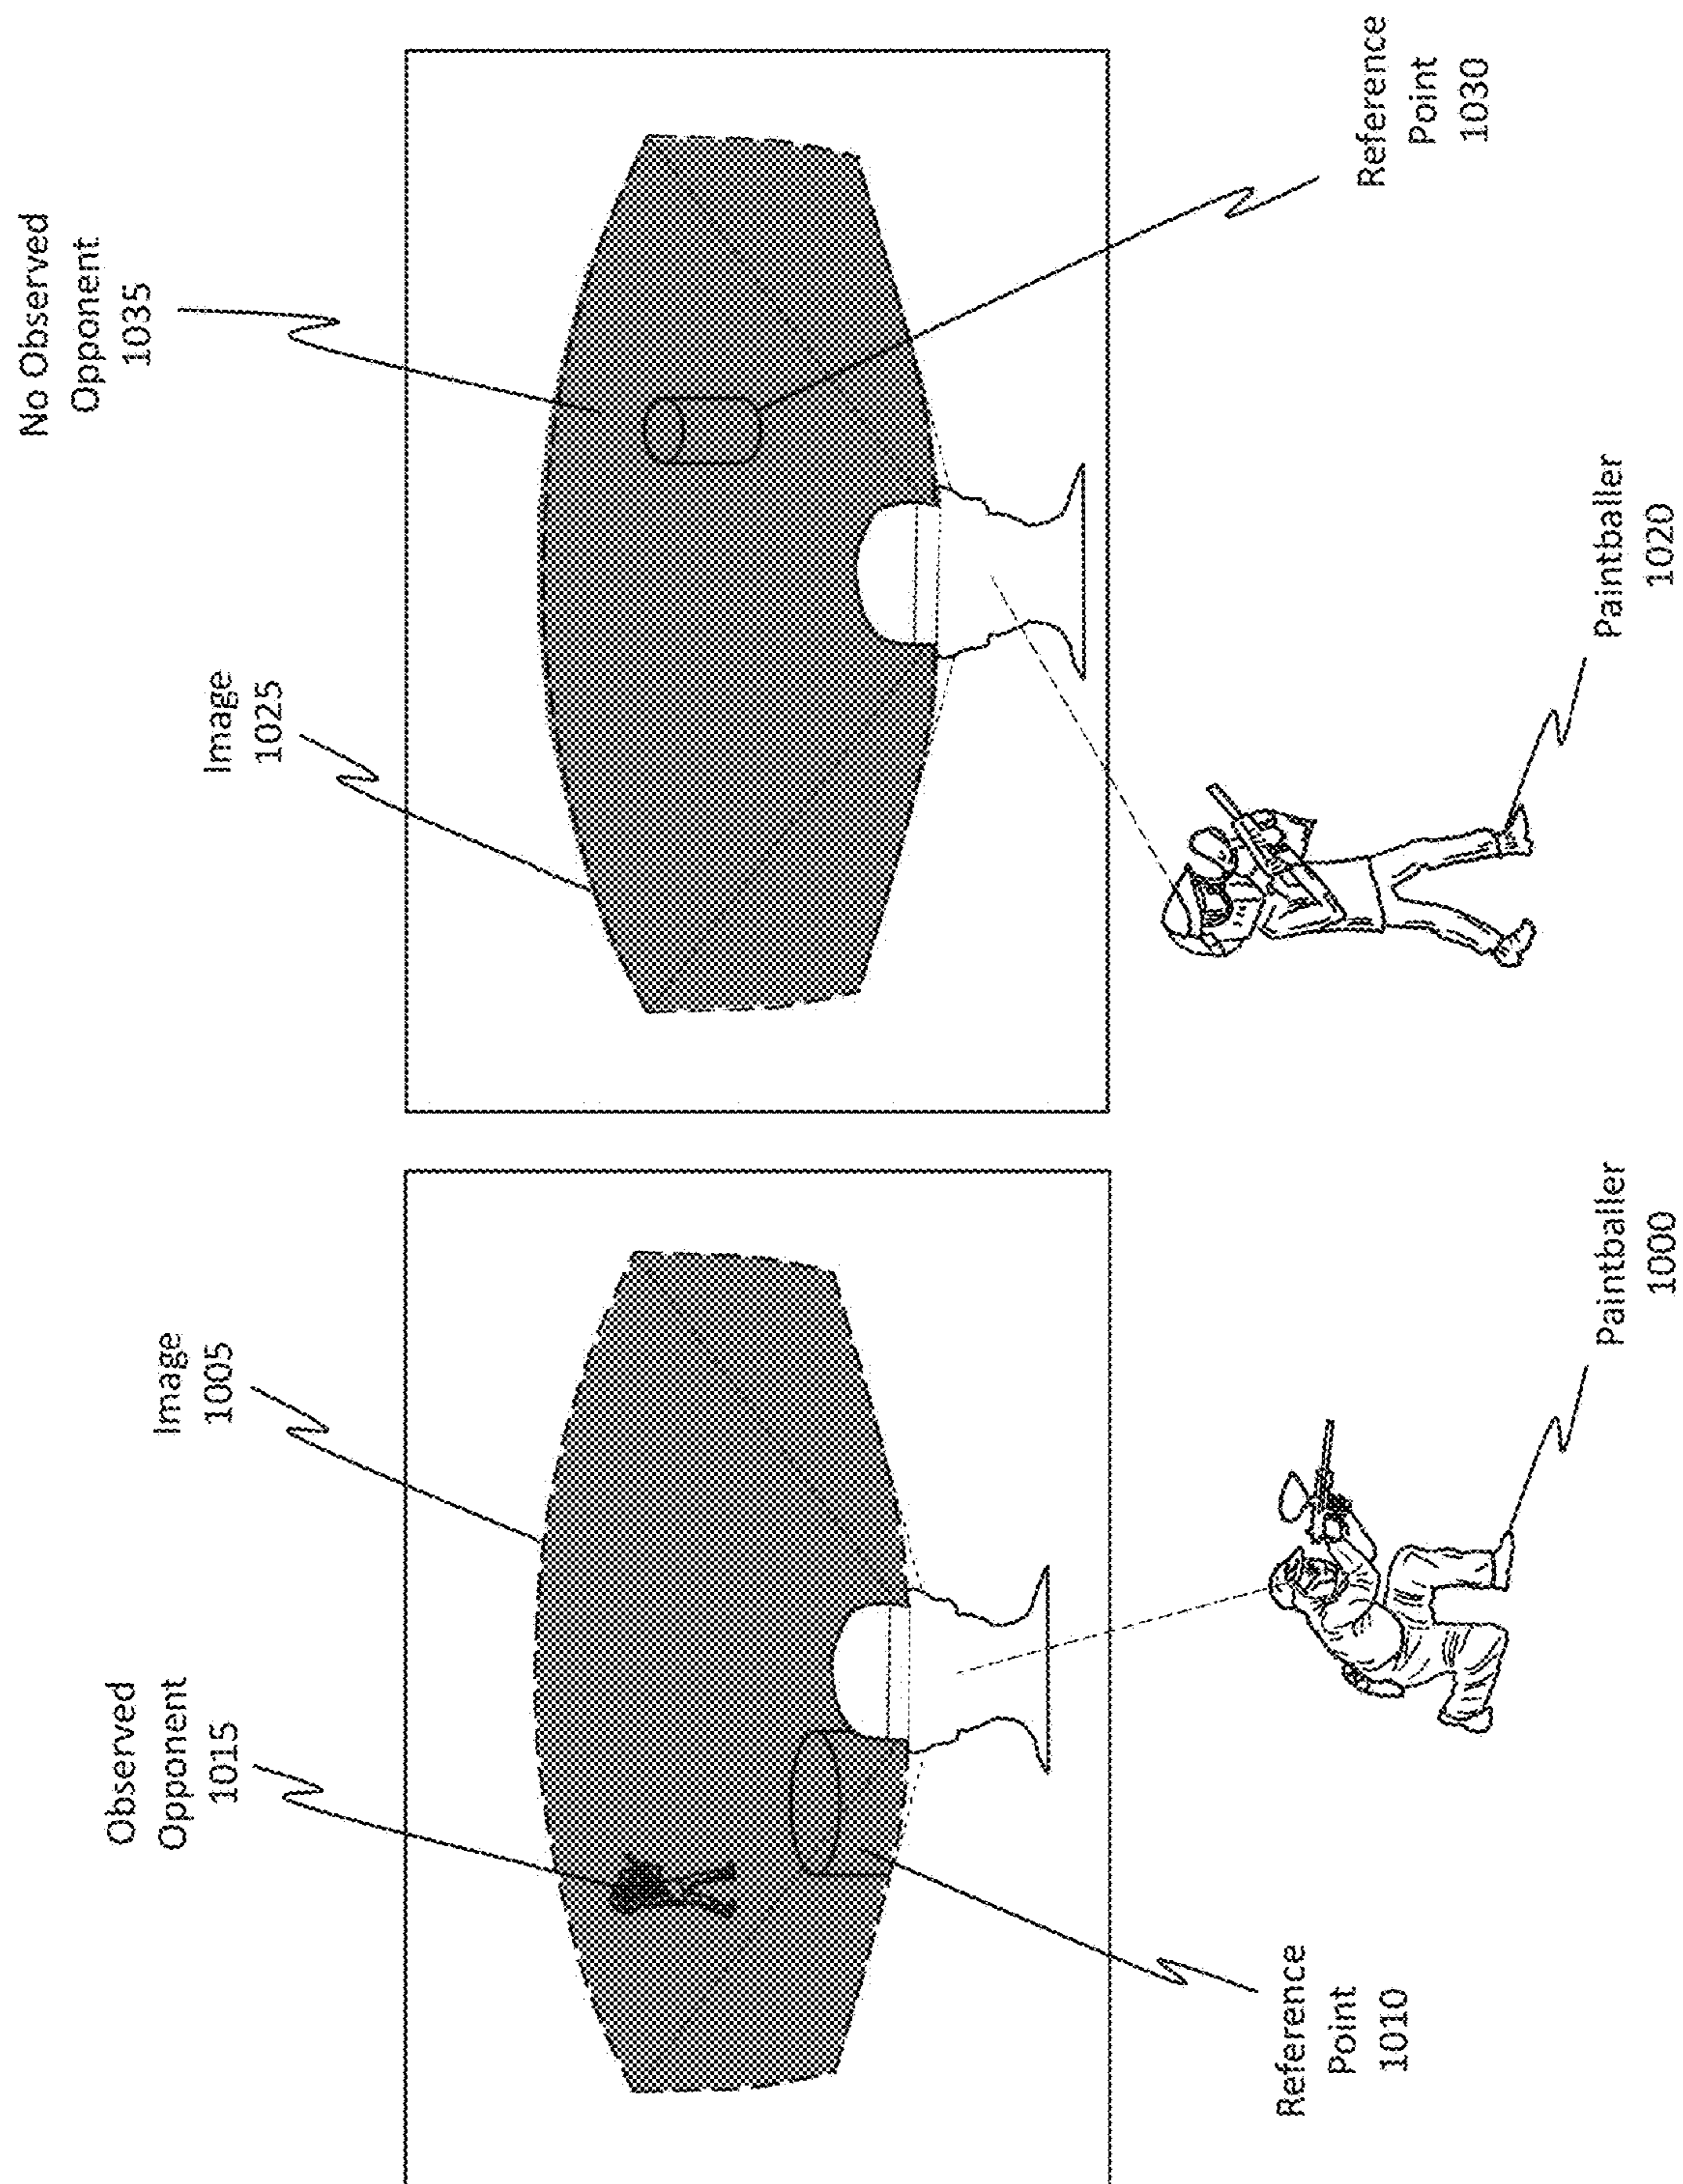 Observed
Opponent
1015
Image
1005
Reference
Point
1010
Paintballer
1000
Image
1025
No Observed
Opponent
1035
Reference
Point
1030
Paintballer
1020